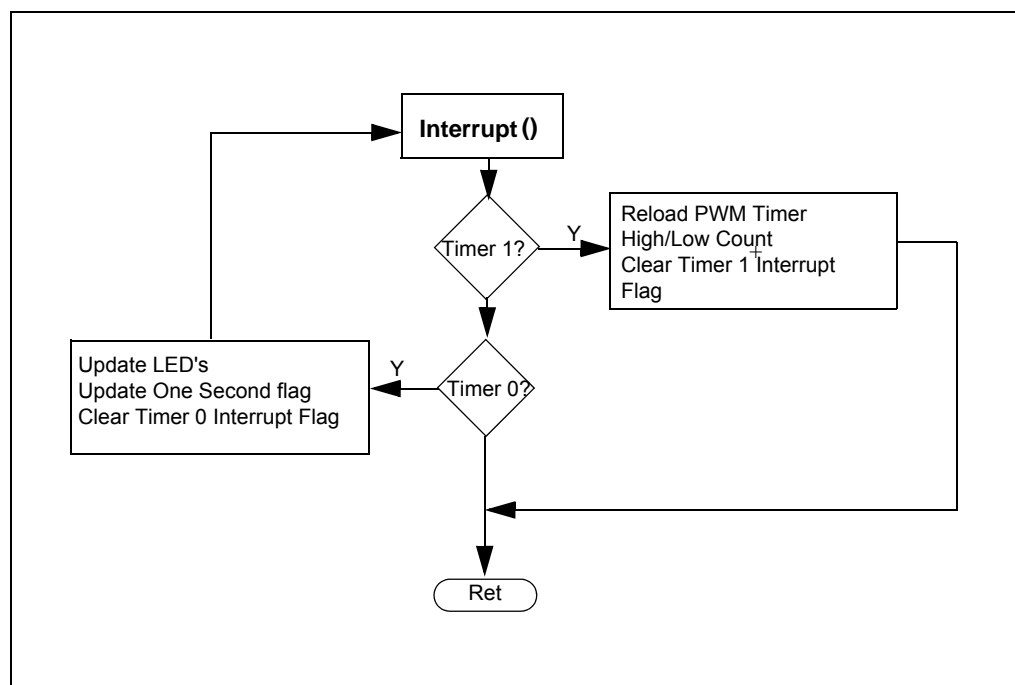 Interrupt()
Timer 1?
Y
Reload PWM Timer
High/Low Count
Clear Timer 1 Interrupt
Flag
Update LED's
Update One Second flag
Clear Timer 0 Interrupt Flag
Y
Timer 0?
Ret